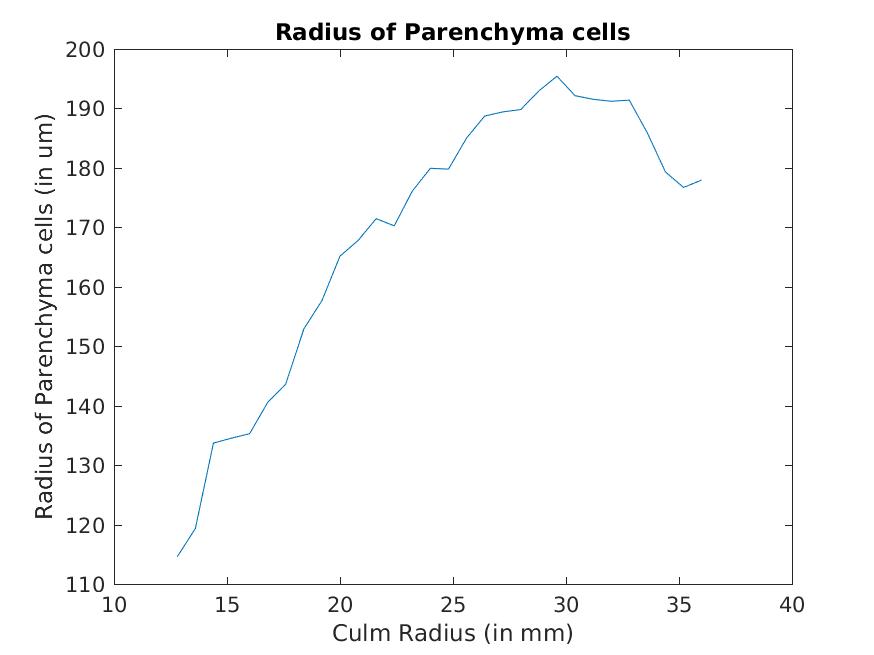 Radius of Parenchyma cells
Radius of Parenchyma cells (in um)
200
190
180
170
160
150
140
130
120
110
10 15 20 25 30 35 40
Culm Radius (in mm)